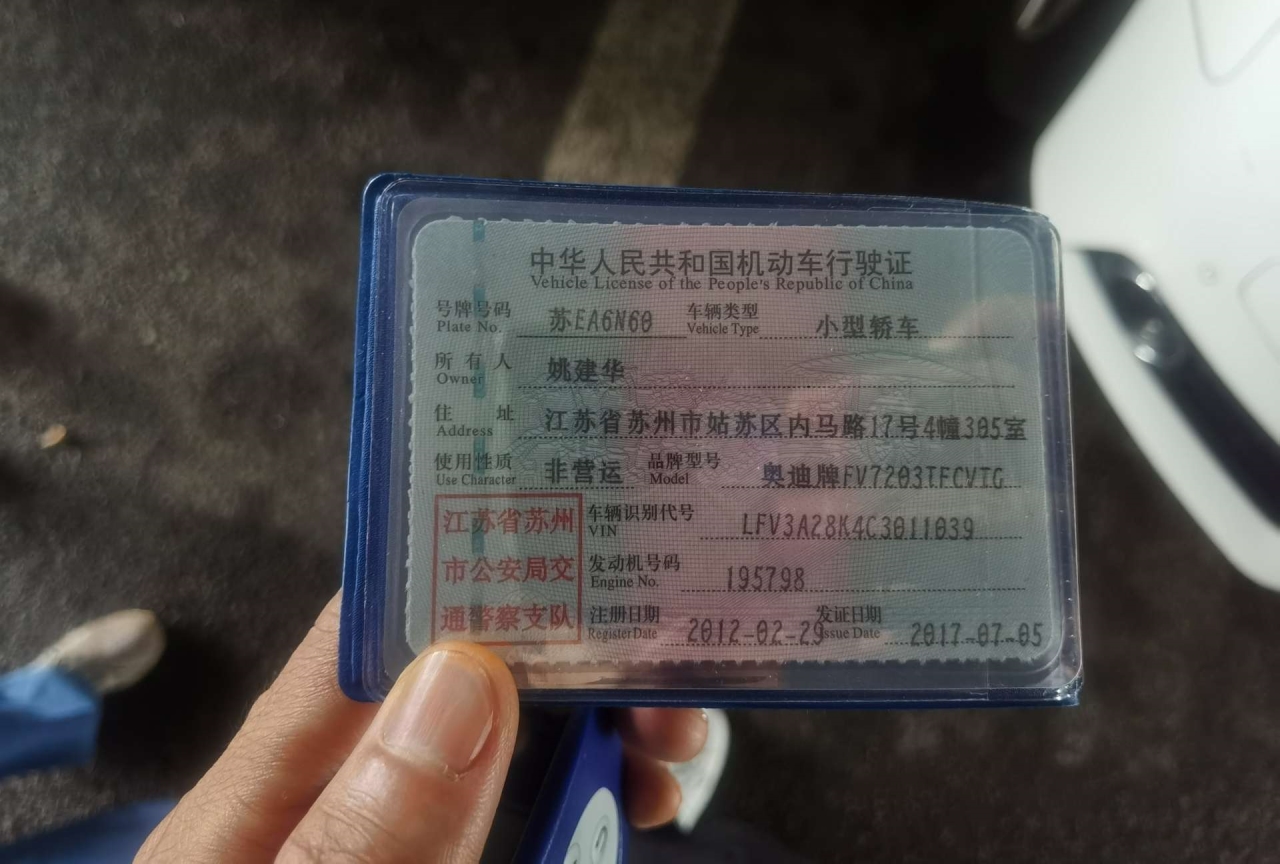 中华人民共和国机动车行驶证
Vehicle License of the People's Republic of China
号牌号码 苏EA6N60 车辆类型 小型轿车
Plate No. Vehicle Type
所有人 姚建华
Owner
住址 江苏省苏州市姑苏区内马路17号4幢305室
Address
使用性质 非营运 品牌型号 奥迪牌FV7203TFCVTG
Use Character Model
江苏省苏州 车辆识别代号 LFV3A28K4C3011039
VIN
市公安局交 发动机号码 195798
Engine No.
通警察支队 注册日期 2012-02-29 发证日期 2017-07-05
Register Date Issue Date